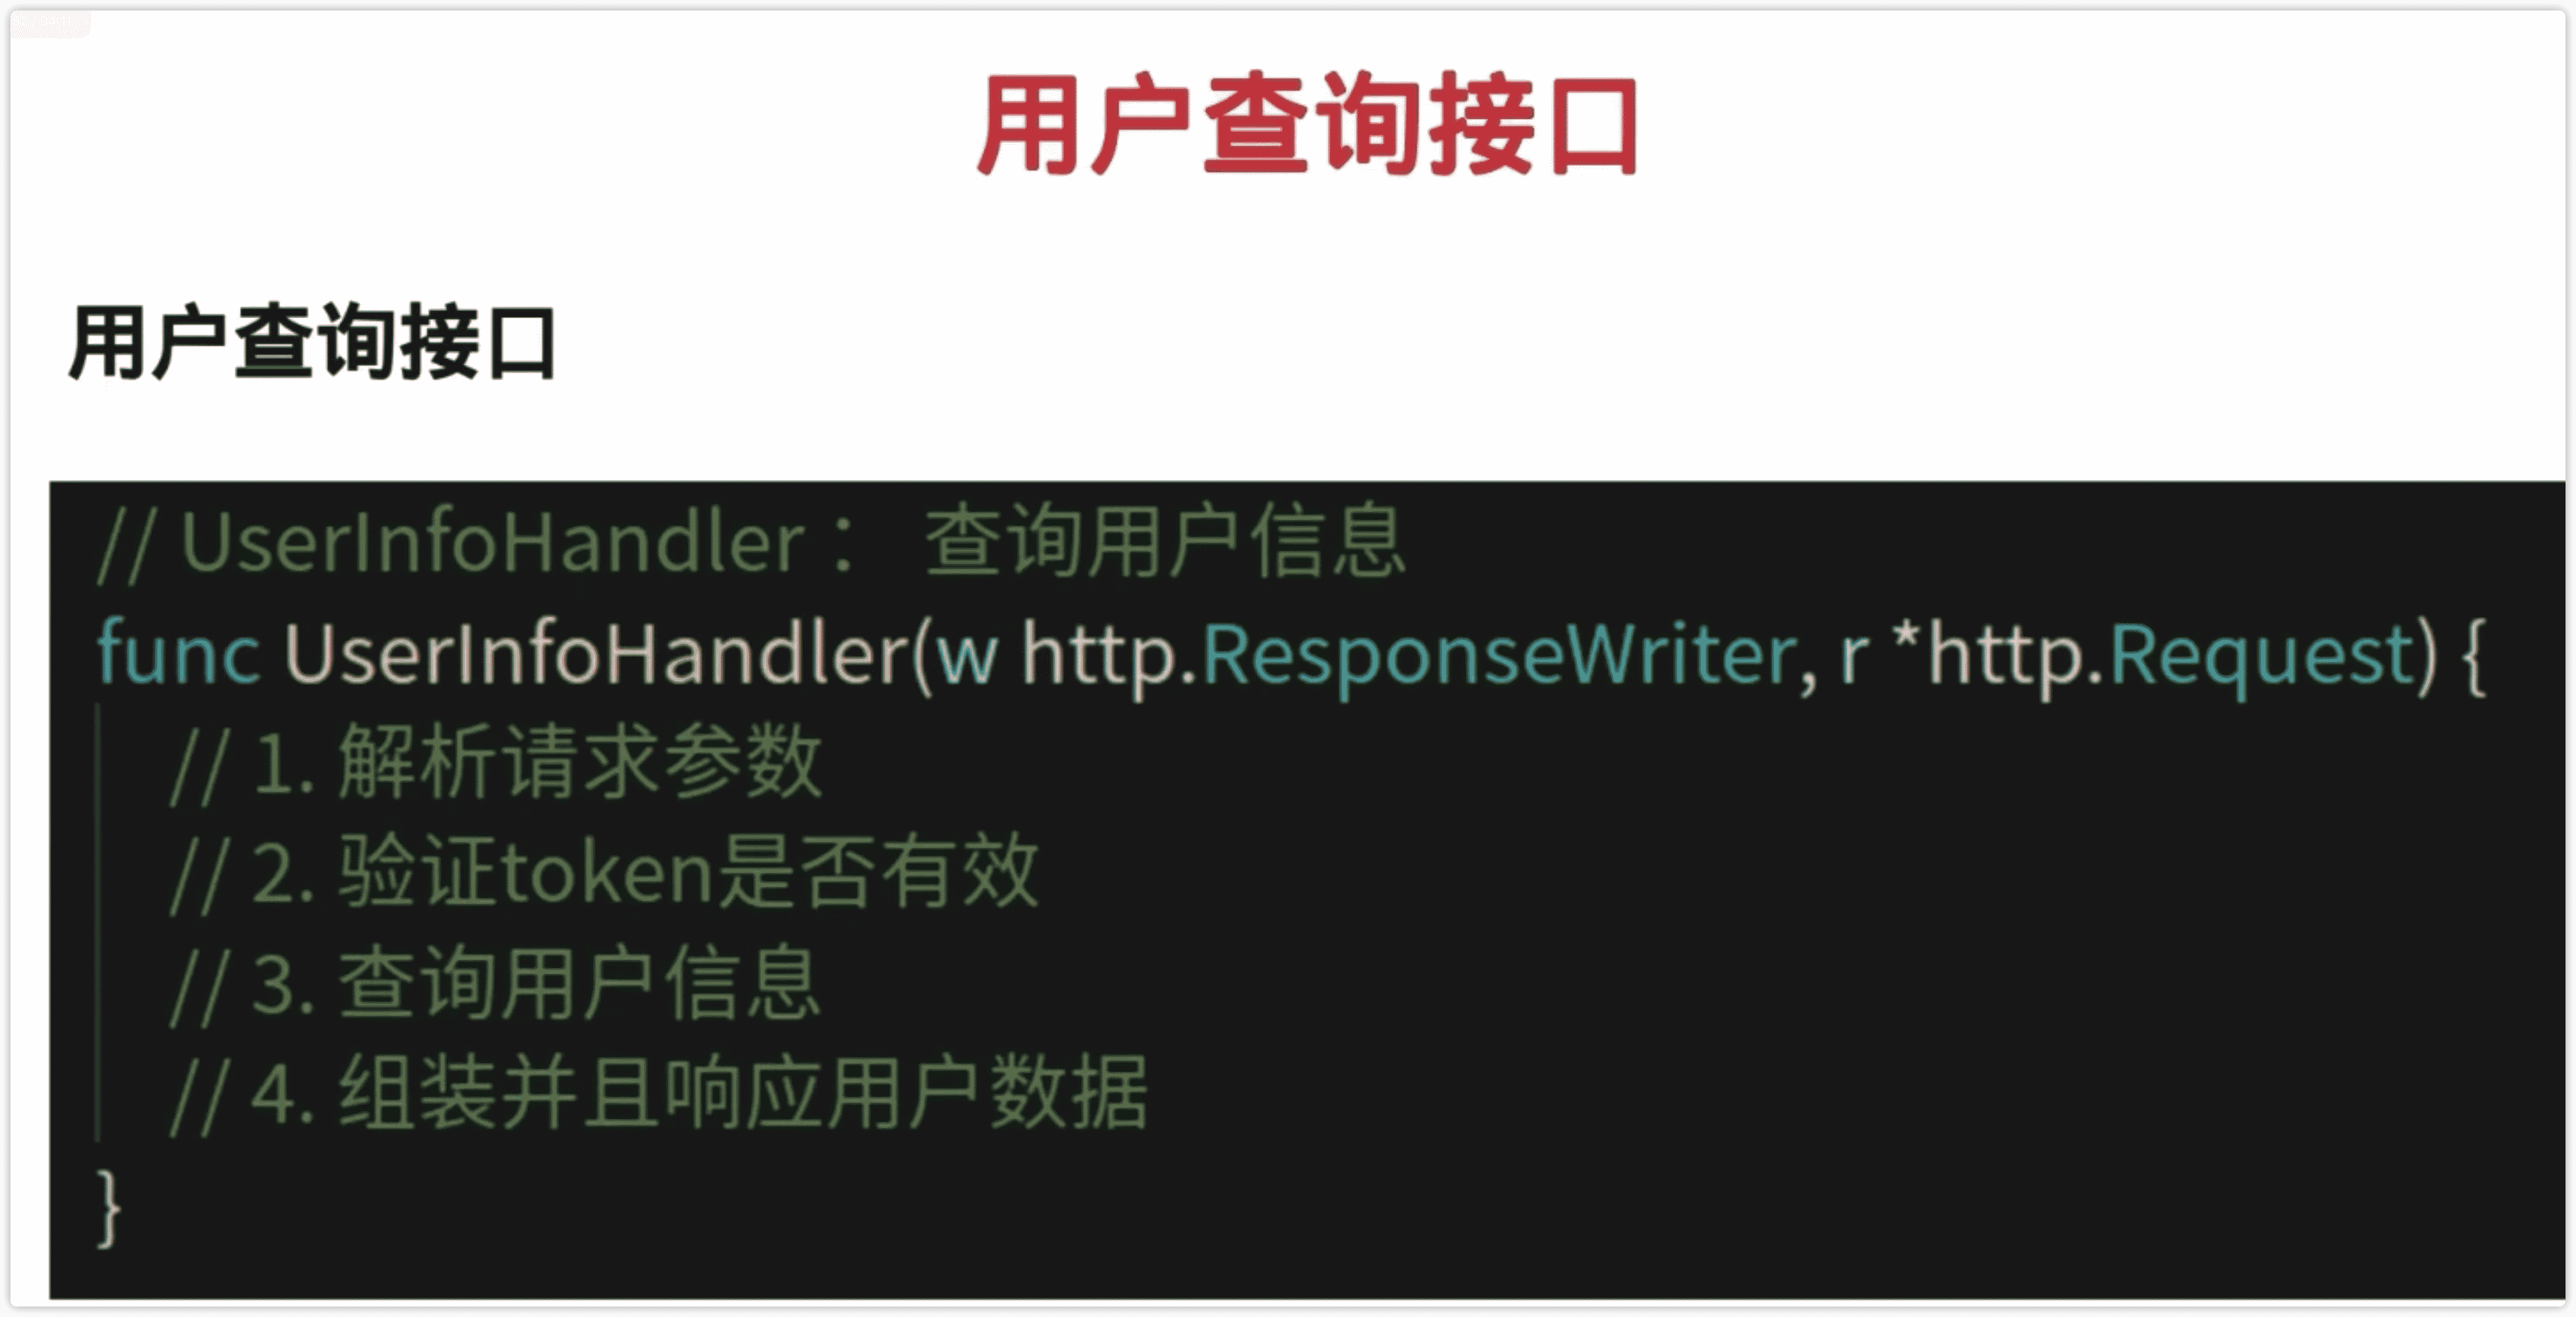 用户查询接口
用户查询接口
// UserInfoHandler： 查询用户信息
func UserInfoHandler(w http.ResponseWriter, r *http.Request) {
// 1. 解析请求参数
// 2. 验证token是否有效
// 3. 查询用户信息
// 4. 组装并且响应用户数据
}